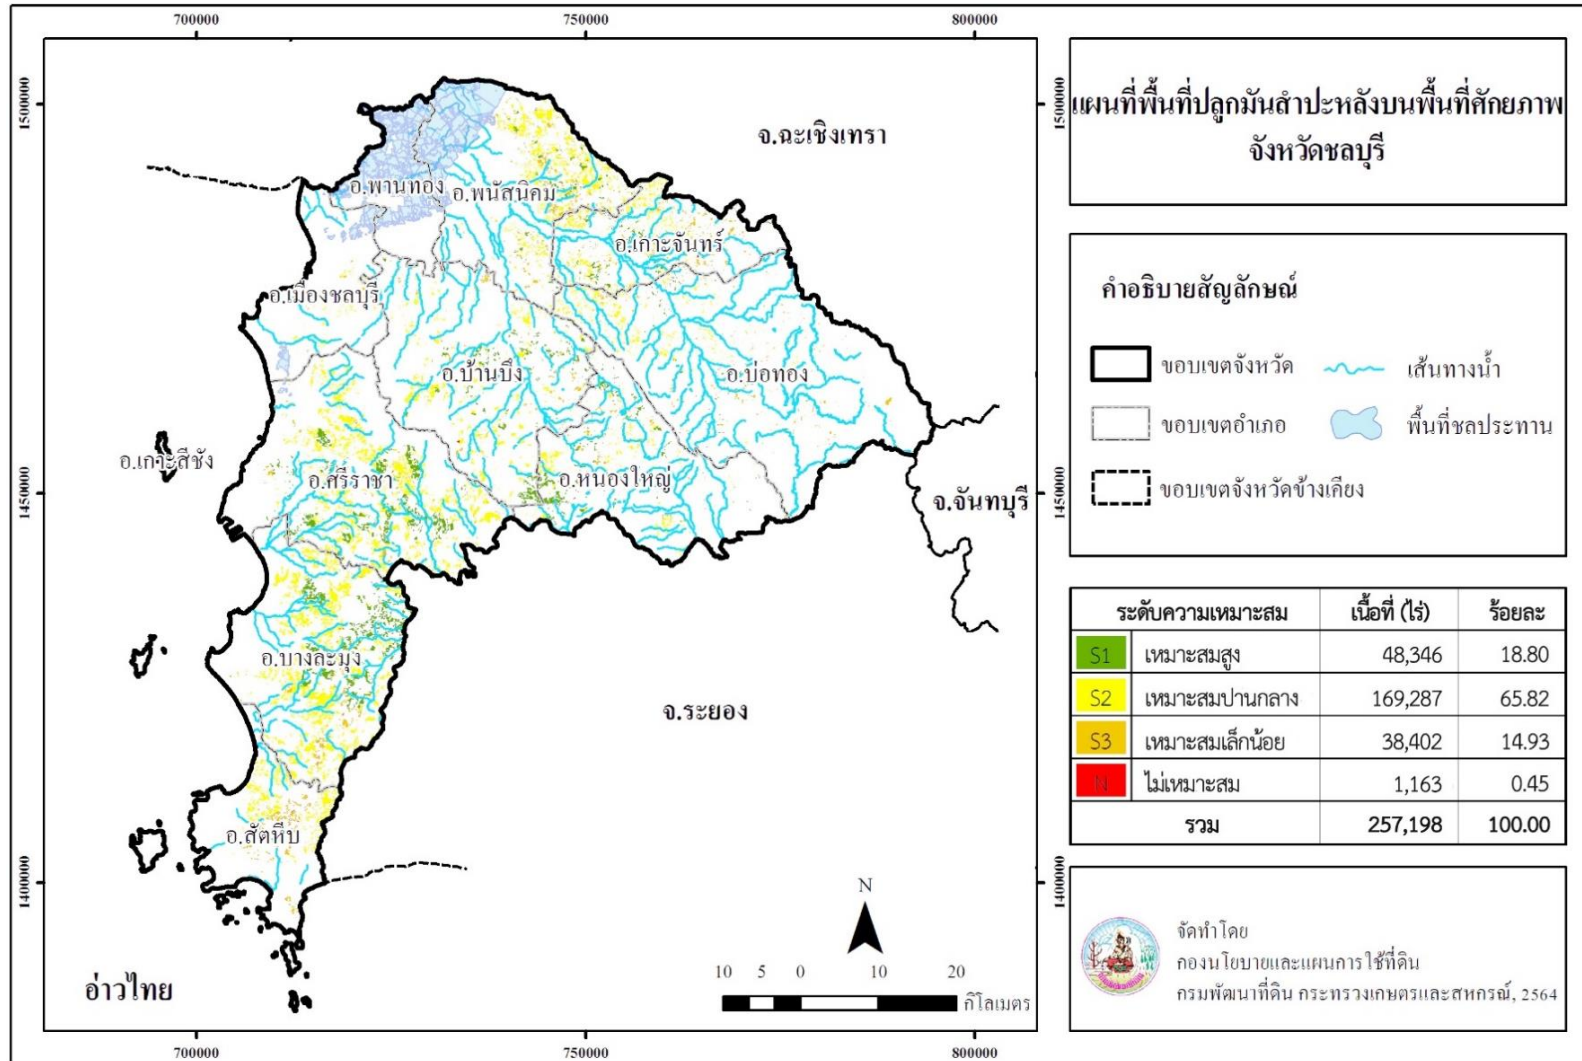 700000
750000
800000
1500000
1500000
1450000
1450000
1400000
1400000
แผนที่พื้นที่ปลูกมันสำปะหลังบนพื้นที่ศักยภาพ
จังหวัดชลบุรี
จ.ฉะเชิงเทรา
อ.พานทอง
อ.พนัสนิคม
อ.เกาะจันทร์
อ.เมืองชลบุรี
อ.บ้านบึง
อ.บ่อทอง
อ.เกาะสีชัง
อ.ศรีราชา
อ.หนองใหญ่
จ.จันทบุรี
อ.บางละมุง
จ.ระยอง
อ.สัตหีบ
อ่าวไทย
N
10 5 0 10 20
กิโลเมตร
700000
750000
800000
คำอธิบายสัญลักษณ์
ขอบเขตจังหวัด
เส้นทางน้ำ
ขอบเขตอำเภอ
พื้นที่ชลประทาน
ขอบเขตจังหวัดข้างเคียง
ระดับความเหมาะสม เนื้อที่ (ไร่) ร้อยละ
S1 เหมาะสมสูง 48,346 18.80
S2 เหมาะสมปานกลาง 169,287 65.82
S3 เหมาะสมเล็กน้อย 38,402 14.93
N ไม่เหมาะสม 1,163 0.45
รวม 257,198 100.00
จัดทำโดย
กองนโยบายและแผนการใช้ที่ดิน
กรมพัฒนาที่ดิน กระทรวงเกษตรและสหกรณ์, 2564